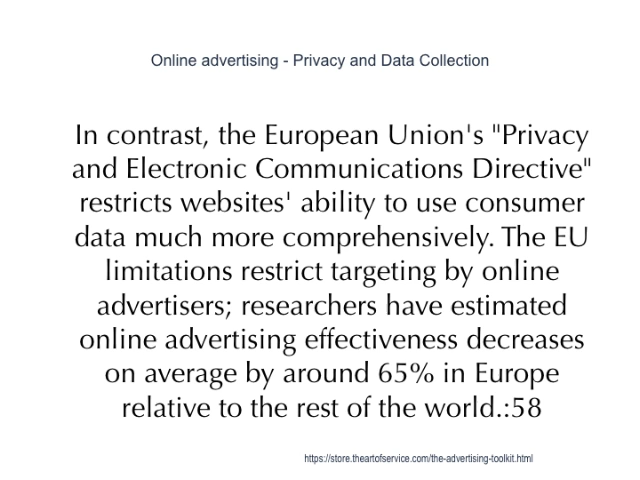 Online advertising - Privacy and Data Collection
In contrast, the European Union's "Privacy
and Electronic Communications Directive"
restricts websites' ability to use consumer
data much more comprehensively. The EU
limitations restrict targeting by online
advertisers; researchers have estimated
online advertising effectiveness decreases
on average by around 65% in Europe
relative to the rest of the world.:58
https://store.theartofservice.com/the-advertising-toolkit.html